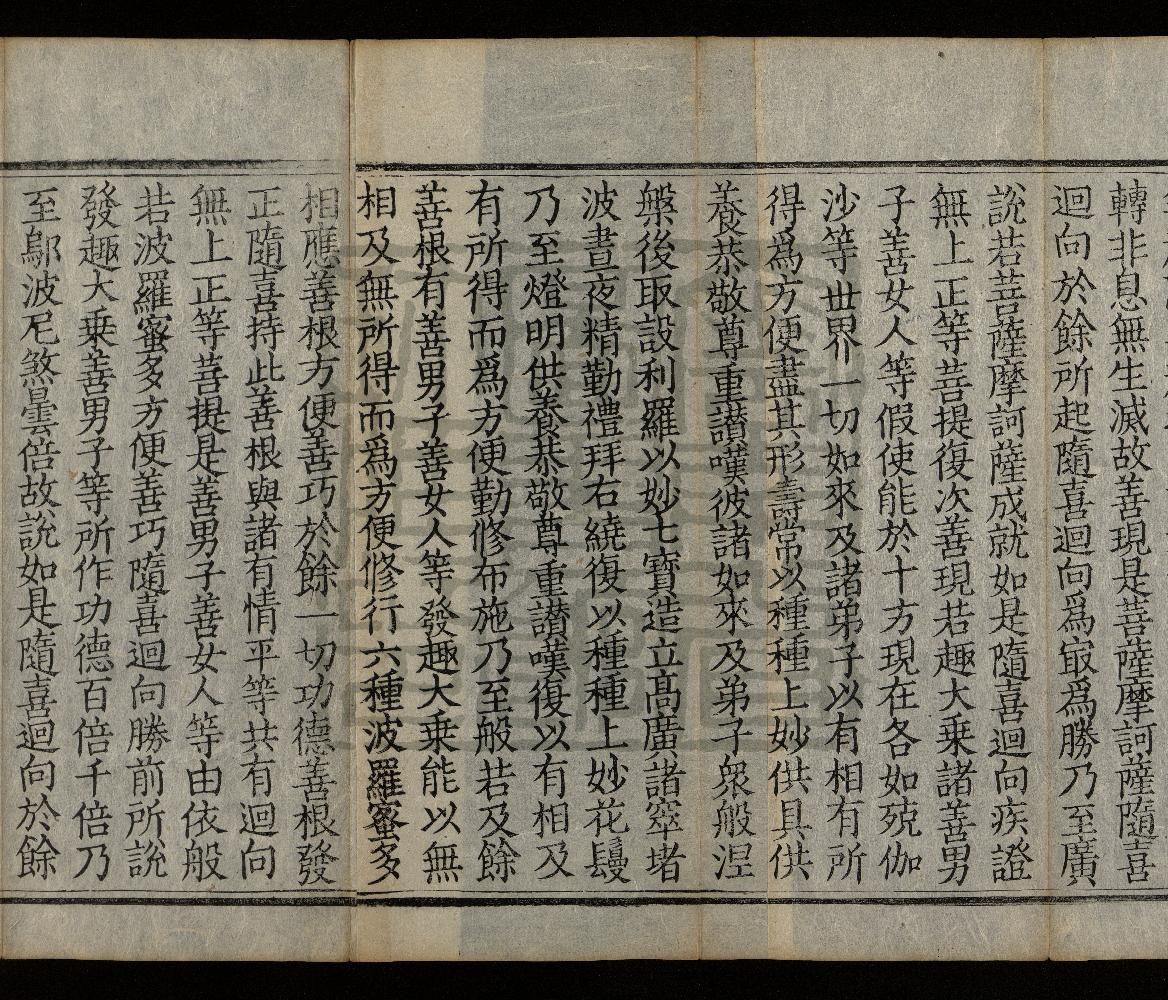 轉非息無生滅故善現是菩薩摩訶薩隨喜
迴向於餘所起隨喜迴向爲寂爲勝乃至廣
說若菩薩摩訶薩成就如是隨喜迴向疾證
無上正等菩提復次善現若趣大乘諸善男
子善女人等假使能於十方現在各如殑伽
沙等世界一切如來及諸弟子以有相有所
得爲方便盡其形壽常以種種上妙供具供
養恭敬尊重讃嘆彼諸如來及弟子衆般涅
槃後取設利羅以妙七寶造立髙廣諸窣堵
波晝夜精勤禮拜右繞復以種種上妙花鬘
乃至燈明供養恭敬尊重讃嘆復以有相及
有所得而爲方便勤修布施乃至般若及餘
善根有善男子善女人等發趣大乘能以無
相及無所得而爲方便修行六種波羅蜜多
相應善根方便善巧於餘一切功德善根發
正隨喜持此善根與諸有情平等共有迴向
無上正等菩提是善男子善女人等由依般
若波羅蜜多方便善巧隨喜迴向勝前所說
發趣大乘善男子等所作功德百倍千倍乃
至鄔波尼煞曇倍故說如是隨喜迴向於餘